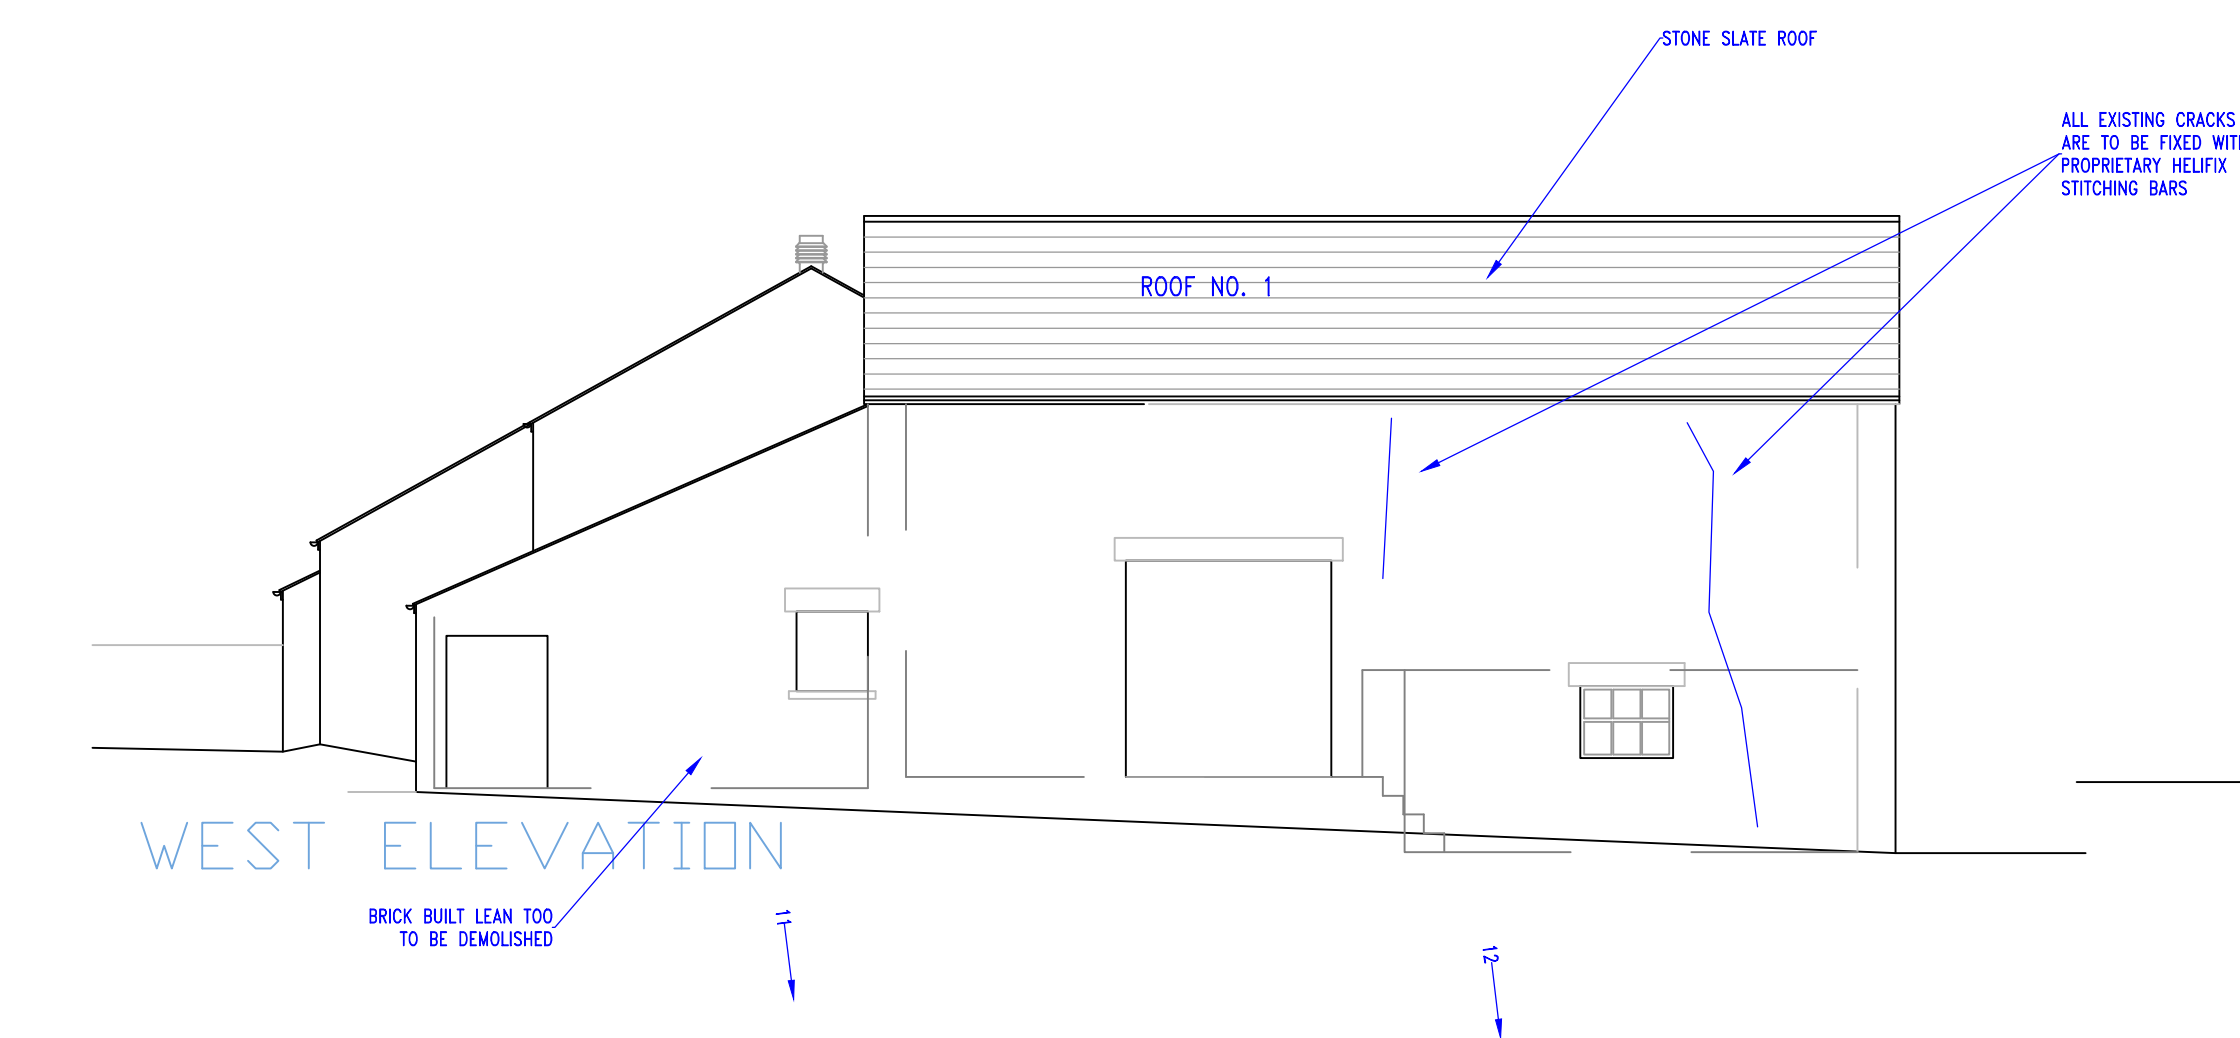 STONE SLATE ROOF
ALL EXISTING CRACKS
ARE TO BE FIXED WITH
PROPRIETARY HELIFIX
STITCHING BARS
ROOF NO. 1
WEST ELEVATION
BRICK BUILT LEAN TOO
TO BE DEMOLISHED
11
12